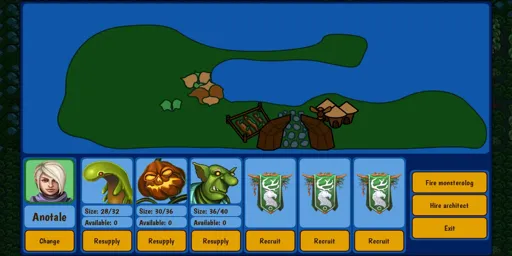 Anotale
Change
Size: 28/32
Available: 0
Resupply
Size: 30/36
Available: 0
Resupply
Size: 36/40
Available: 0
Resupply
Recruit
Recruit
Recruit
Fire monsterolog
Hire architect
Exit